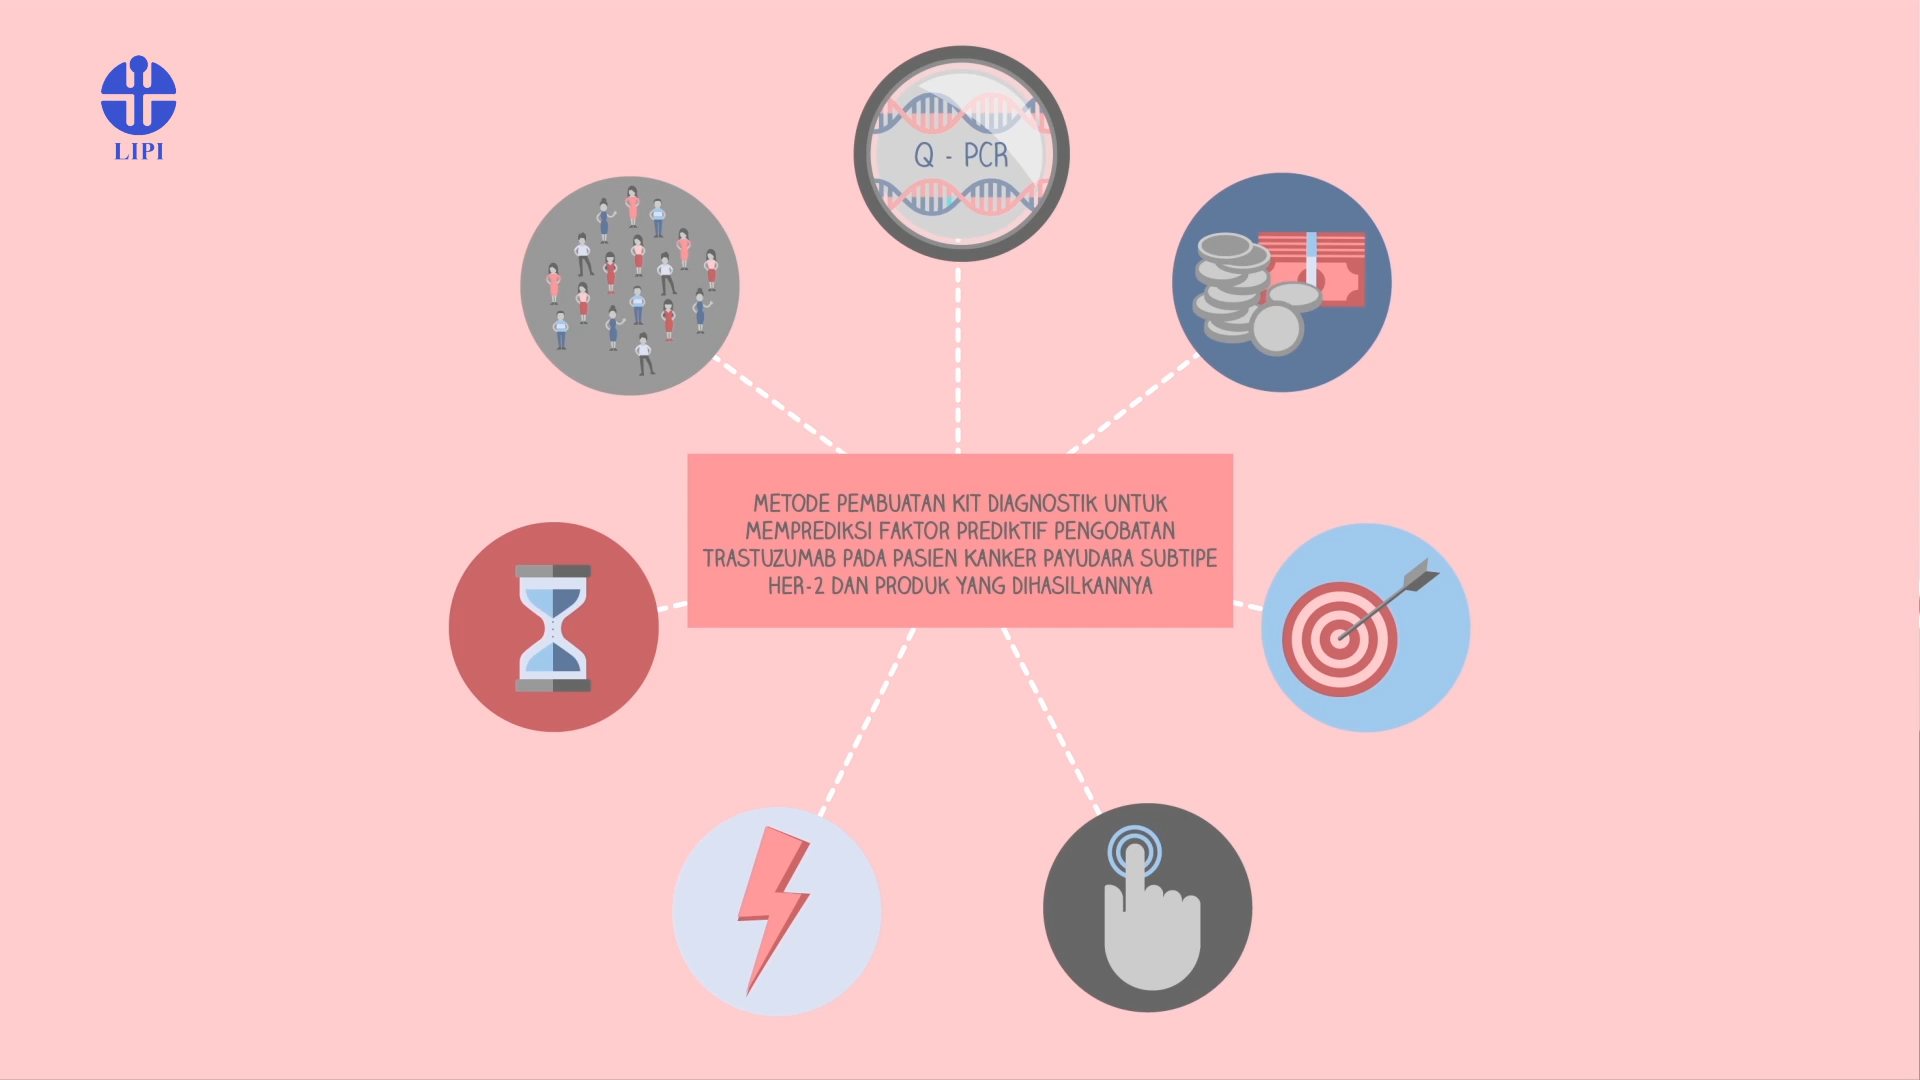 LIPI
Q - PCR
METODE PEMBUATAN KIT DIAGNOSTIK UNTUK
MEMPREDIKSI FAKTOR PREDIKTIF PENGOBATAN
TRASTUZUMAB PADA PASIEN KANKER PAYUDARA SUBTIPE
HER-2 DAN PRODUK YANG DIHASILKANNYA